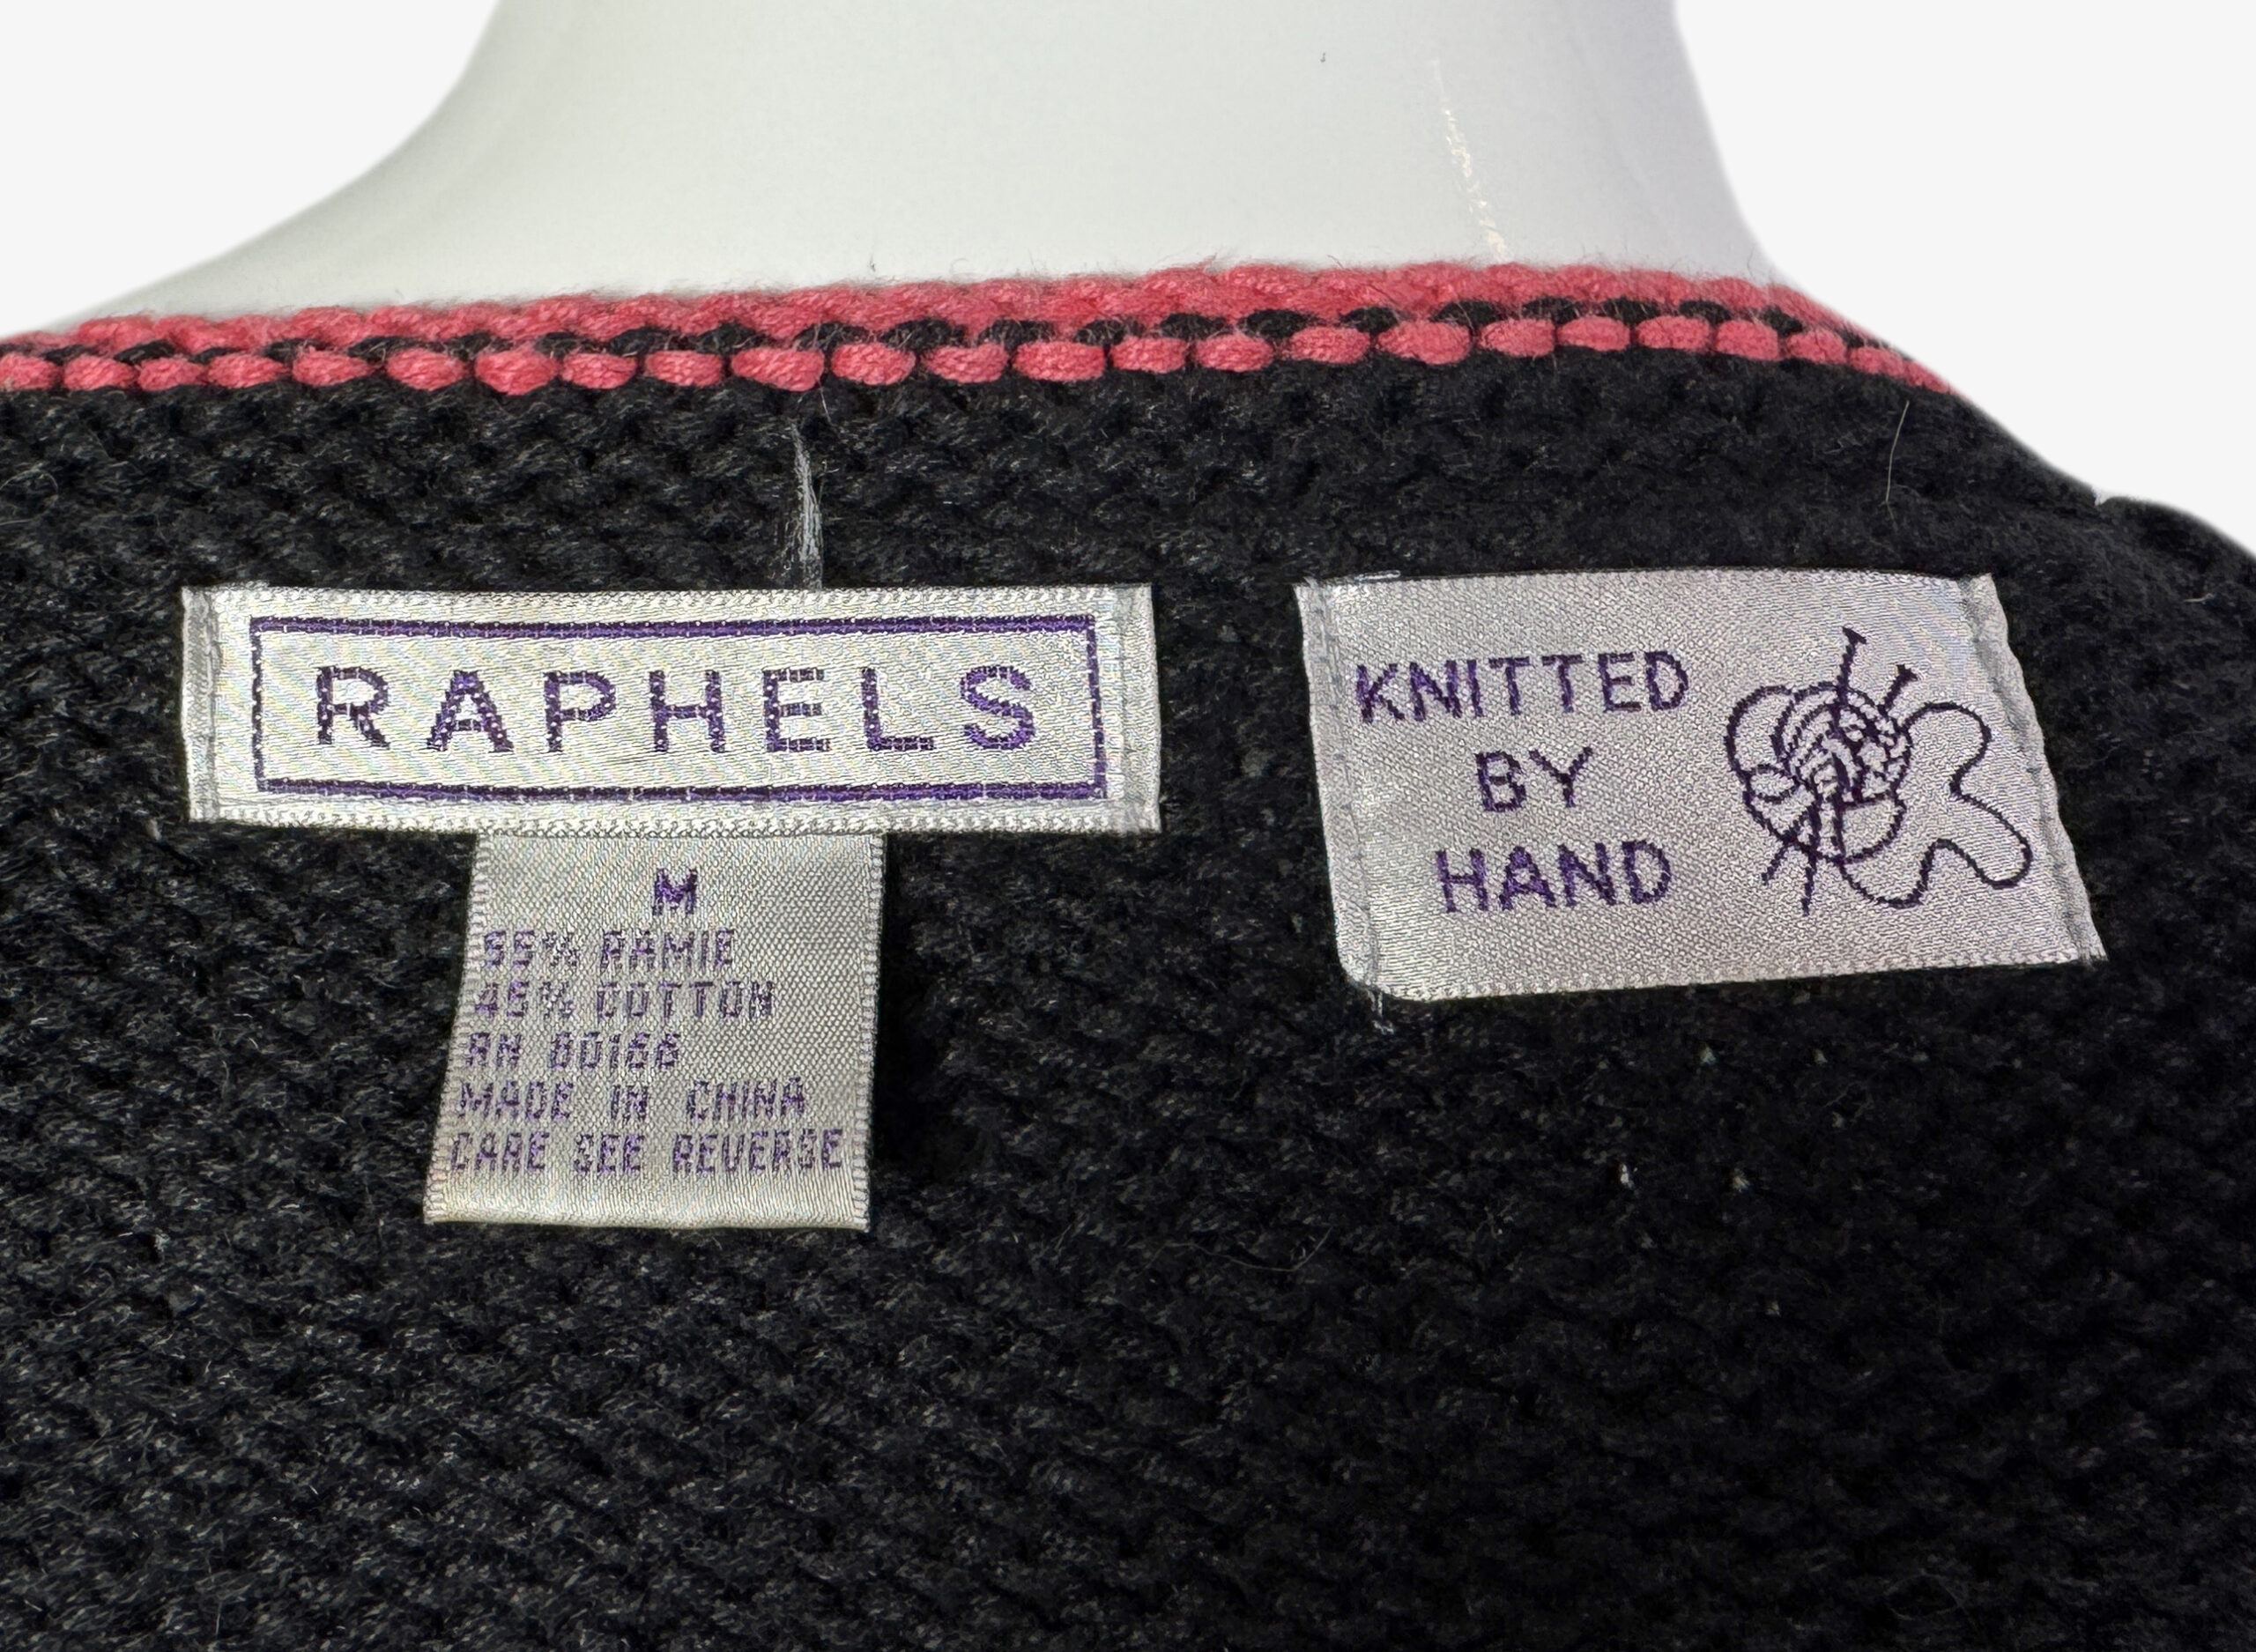 RAPHELS
M
55% RAMIE
45% COTTON
RN 80166
MADE IN CHINA
CARE SEE REVERSE
KNITTED
BY
HAND